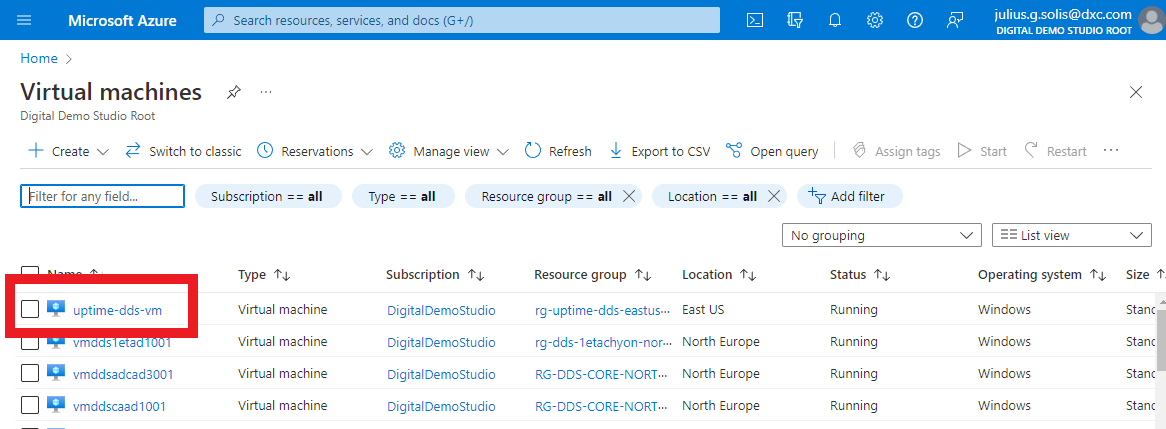 Microsoft Azure
Search resources, services, and docs (G+/)
julius.g.solis@dxc.com
DIGITAL DEMO STUDIO ROOT
Home >
Virtual machines
Digital Demo Studio Root
Create Switch to classic Reservations Manage view Refresh Export to CSV Open query Assign tags Start Restart
Filter for any field... Subscription == all Type == all Resource group == all Location == all Add filter
No grouping List view
Name Type Subscription Resource group Location Status Operating system Size
uptime-dds-vm Virtual machine DigitalDemoStudio rg-uptime-dds-eastus... East US Running Windows Stanc
vmdds1etad1001 Virtual machine DigitalDemoStudio rg-dds-1etachyon-nor... North Europe Running Windows Stanc
vmddsadcad3001 Virtual machine DigitalDemoStudio RG-DDS-CORE-NORT... North Europe Running Windows Stanc
vmddscaad1001 Virtual machine DigitalDemoStudio RG-DDS-CORE-NORT... North Europe Running Windows Stanc